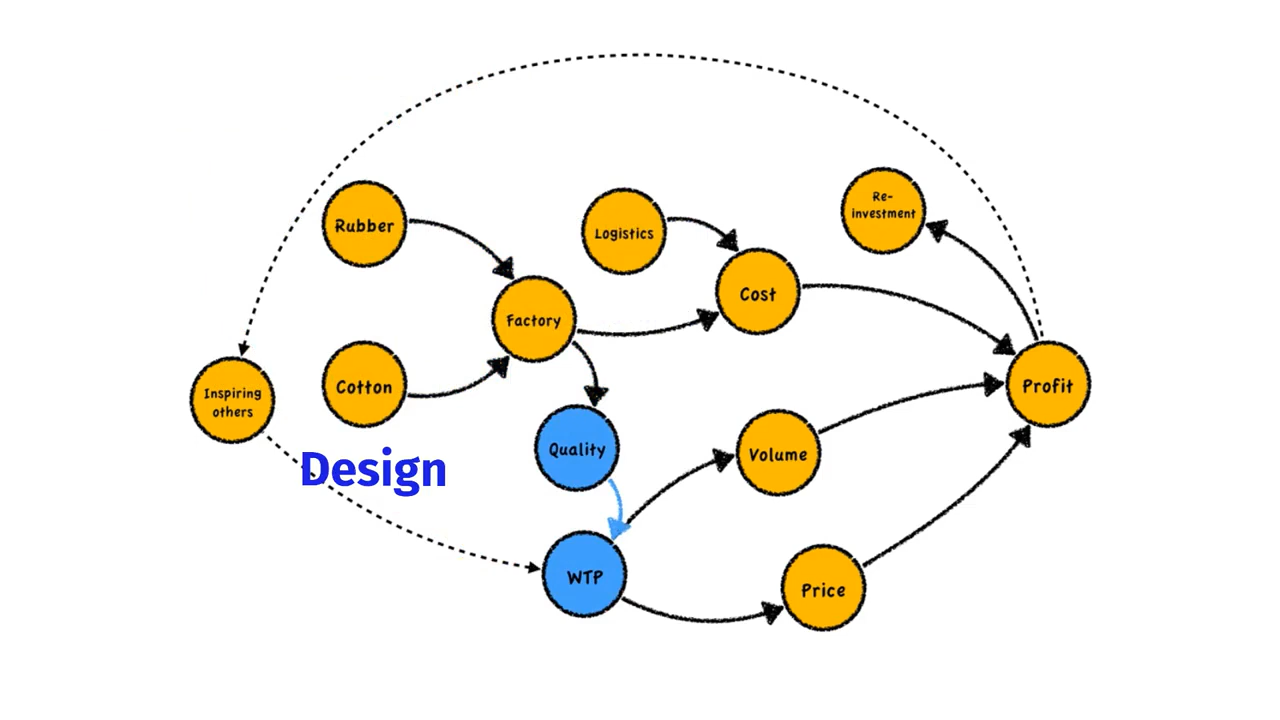 Rubber
Logistics
Re-
investment
Factory
Cost
Inspiring
others
Cotton
Profit
Design
Quality
Volume
WTP
Price